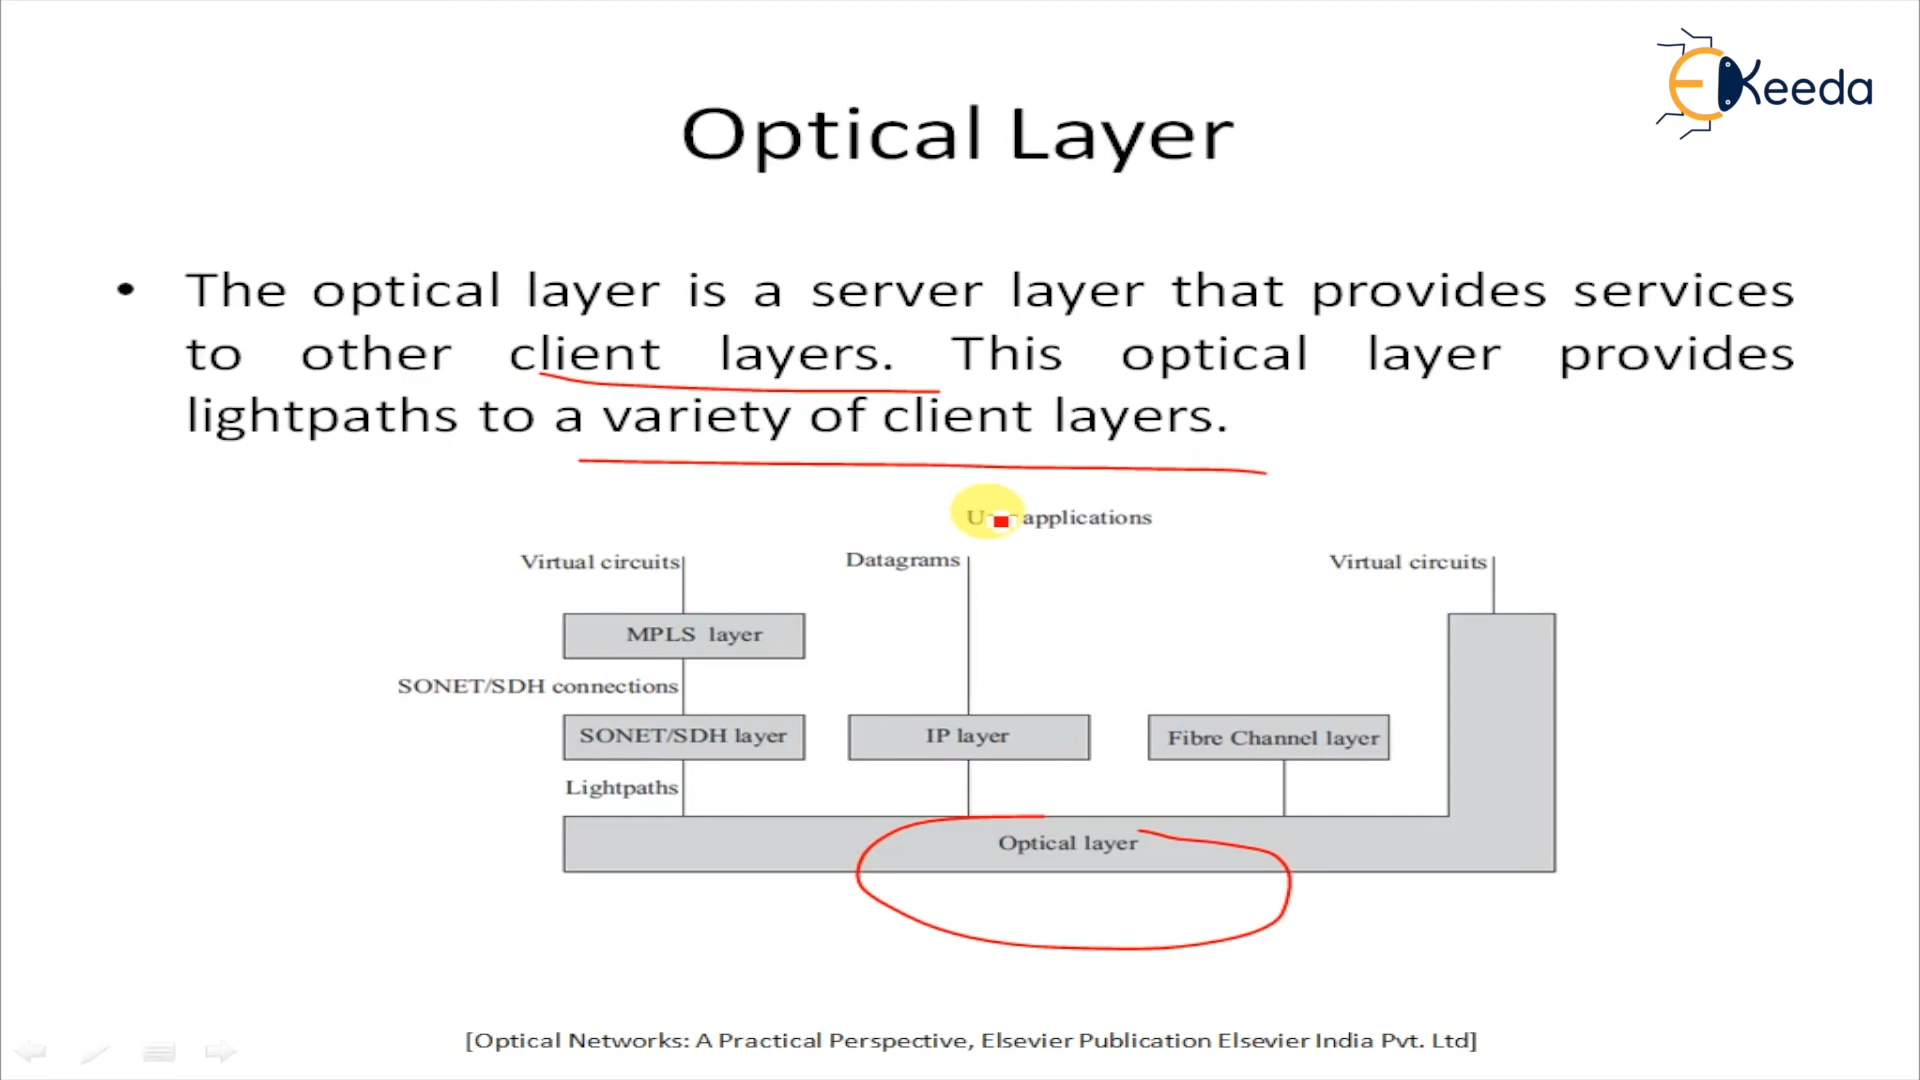 EKeeda
Optical Layer
• The optical layer is a server layer that provides services
to other client layers. This optical layer provides
lightpaths to a variety of client layers.
applications
Virtual circuits
Datagrams
Virtual circuits
MPLS layer
SONET/SDH connections
SONET/SDH layer
IP layer
Fibre Channel layer
Lightpaths
Optical layer
[Optical Networks: A Practical Perspective, Elsevier Publication Elsevier India Pvt. Ltd]